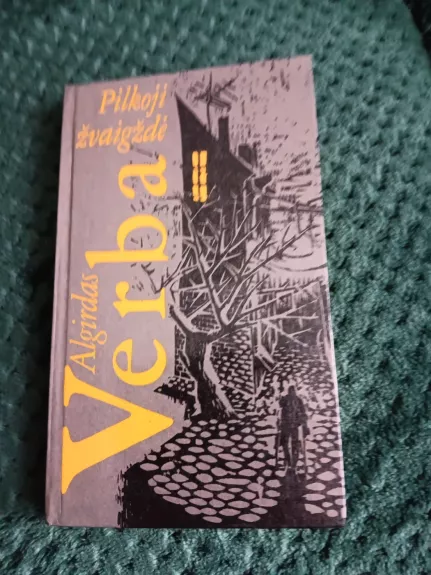 Pilkoji
žvaigždė
Algirdas
Verba